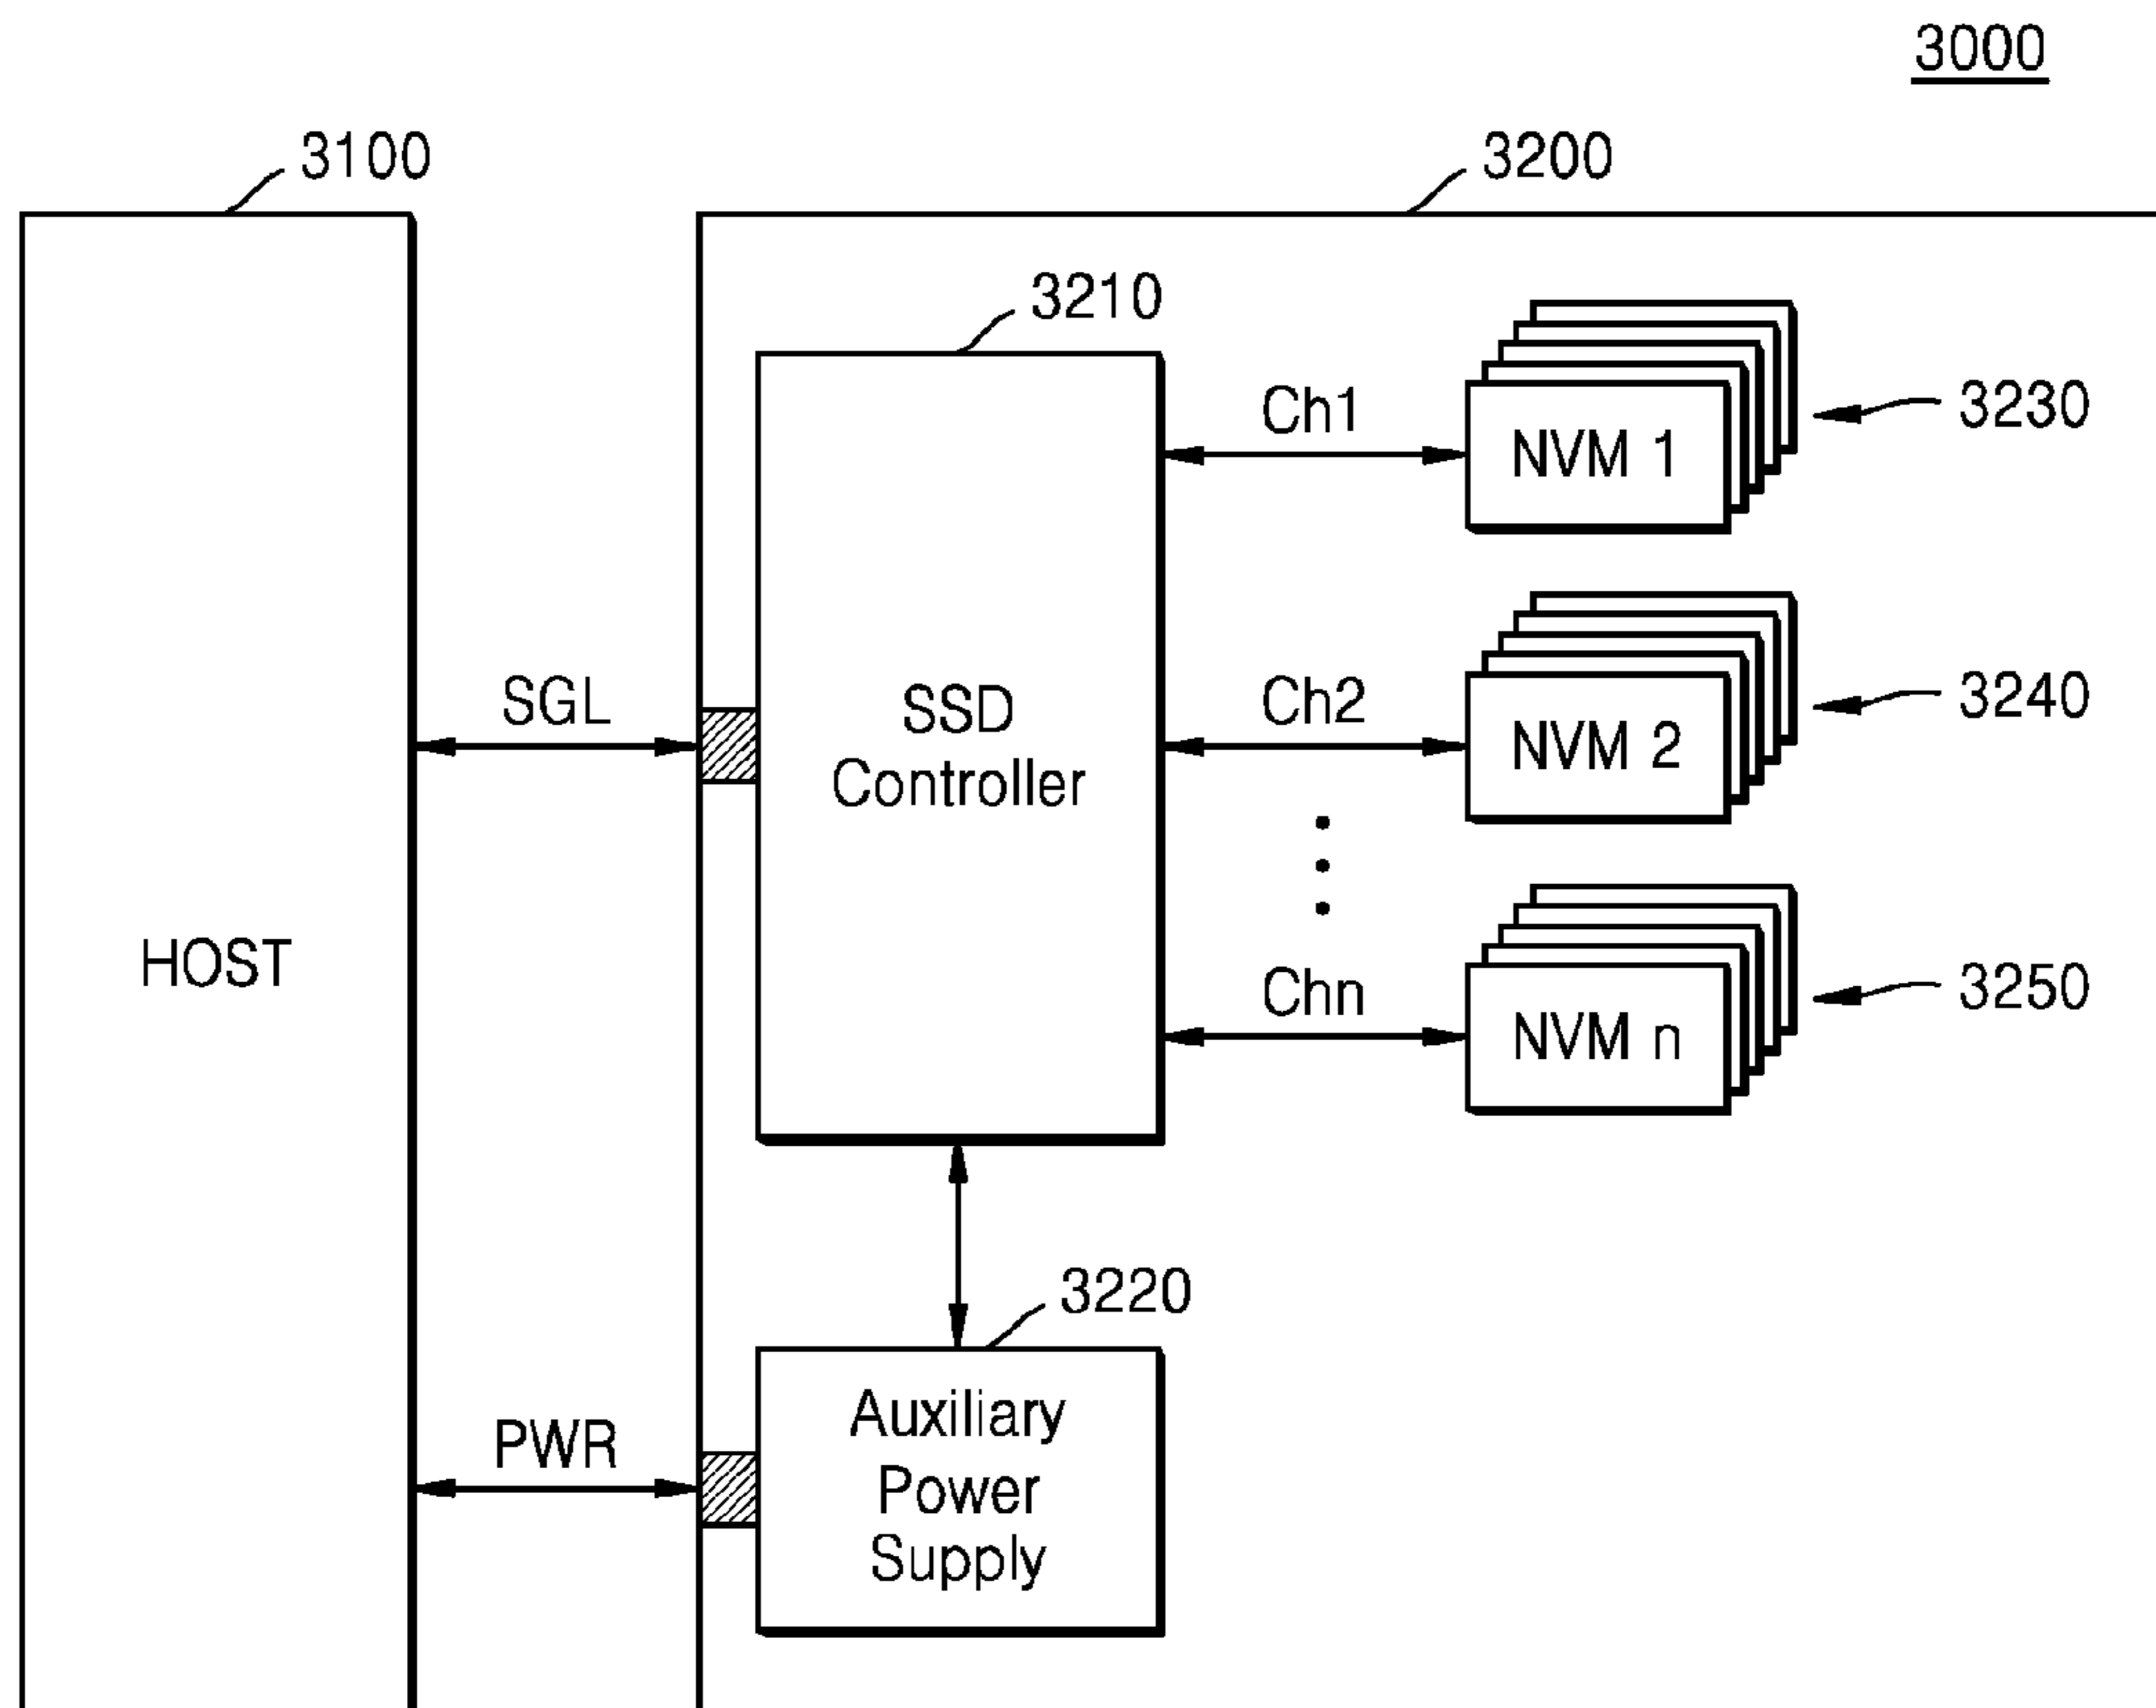 3000
3100
3200
3210
Ch1
NVM 1
3230
SGL
SSD
Controller
Ch2
NVM 2
3240
HOST
Chn
NVM n
3250
3220
PWR
Auxiliary
Power
Supply